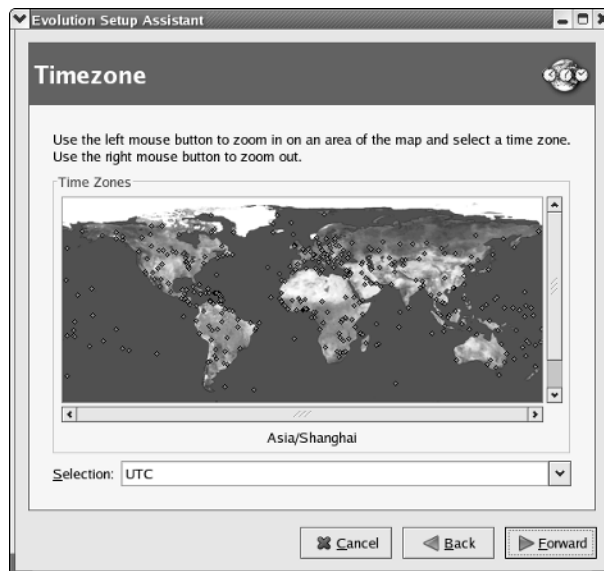 Evolution Setup Assistant
Timezone
Use the left mouse button to zoom in on an area of the map and select a time zone.
Use the right mouse button to zoom out.
Time Zones
Asia/Shanghai
Selection: UTC
Cancel Back Forward